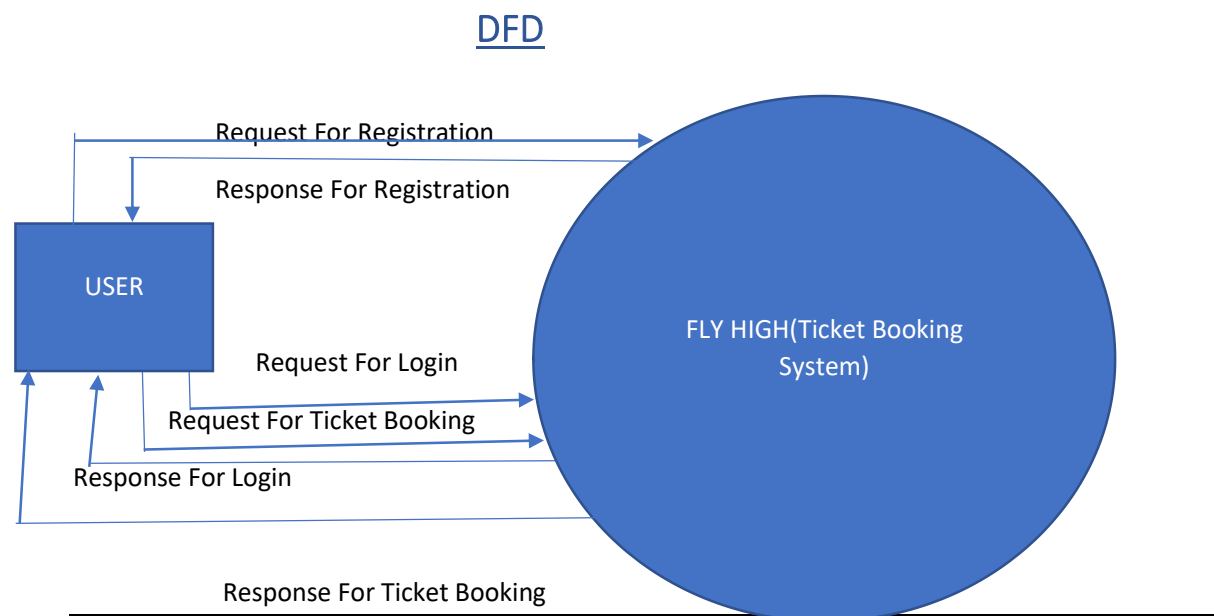 DFD
Request For Registration
Response For Registration
USER
FLY HIGH(Ticket Booking
System)
Request For Login
Request For Ticket Booking
Response For Login
Response For Ticket Booking